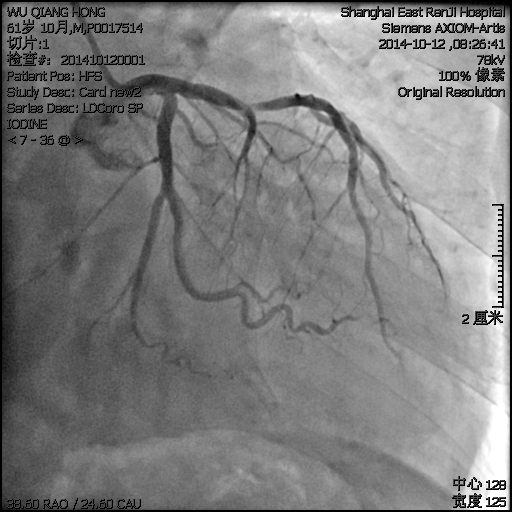 WU QIANG HONG
61岁 10月,M,P0017514
切片:1
检查#: 201410120001
Patient Pos: HFS
Study Desc: Card new2
Series Desc: LDCoro SP
IODINE
< 7 - 36 @ >
Shanghai East RenJi Hospital
Siemens AXIOM-Artis
2014-10-12 ,08:26:41
78kV
100% 像素
Original Resolution
2 厘米
38.60 RAO / 24.60 CAU
中心 128
宽度 125